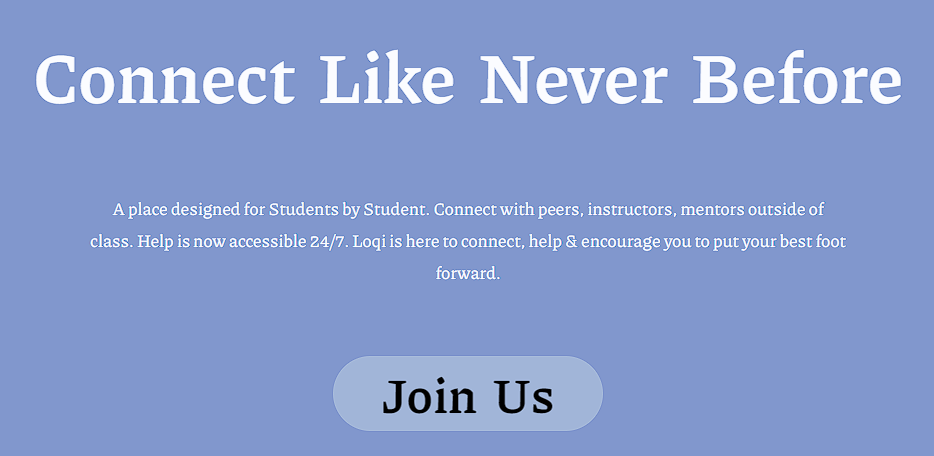 Connect Like Never Before
A place designed for Students by Student. Connect with peers, instructors, mentors outside of
class. Help is now accessible 24/7. Loqi is here to connect, help & encourage you to put your best foot
forward.
Join Us